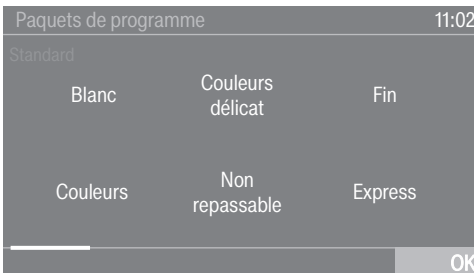 Paquets de programme 11:02
Standard
Blanc
Couleurs
délicat
Fin
Couleurs
Non
repassable
Express
OK